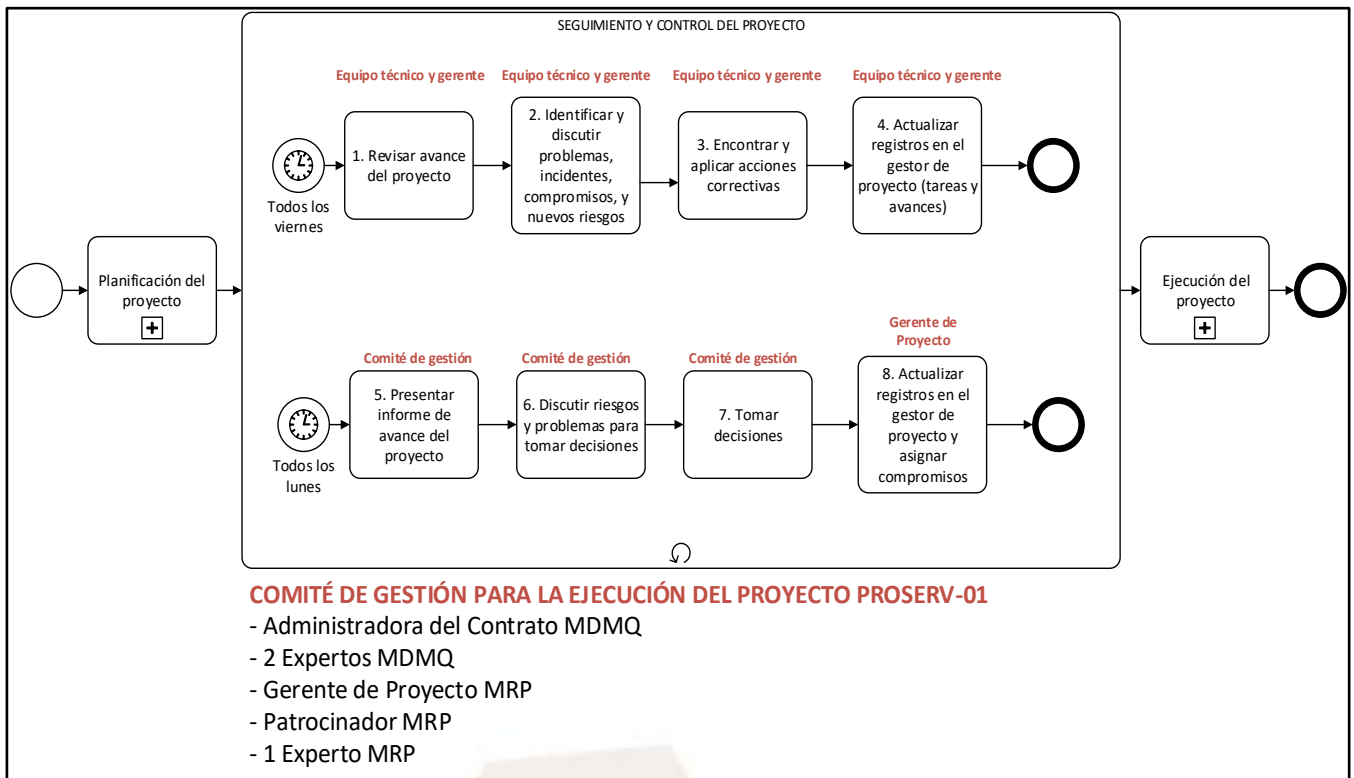 SEGUIMIENTO Y CONTROL DEL PROYECTO
Equipo técnico y gerente
Equipo técnico y gerente
Equipo técnico y gerente
Equipo técnico y gerente
Todos los
viernes
1. Revisar avance
del proyecto
2. Identificar y
discutir
problemas,
incidentes,
compromisos, y
nuevos riesgos
3. Encontrar y
aplicar acciones
correctivas
4. Actualizar
registros en el
gestor de
proyecto (tareas y
avances)
Planificación del
proyecto
Ejecución del
proyecto
Comité de gestión
Comité de gestión
Comité de gestión
Gerente de
Proyecto
Todos los
lunes
5. Presentar
informe de
avance del
proyecto
6. Discutir riesgos
y problemas para
tomar decisiones
7. Tomar
decisiones
8. Actualizar
registros en el
gestor de
proyecto y
asignar
compromisos
COMITÉ DE GESTIÓN PARA LA EJECUCIÓN DEL PROYECTO PROSERV-01
- Administradora del Contrato MDMQ
- 2 Expertos MDMQ
- Gerente de Proyecto MRP
- Patrocinador MRP
- 1 Experto MRP